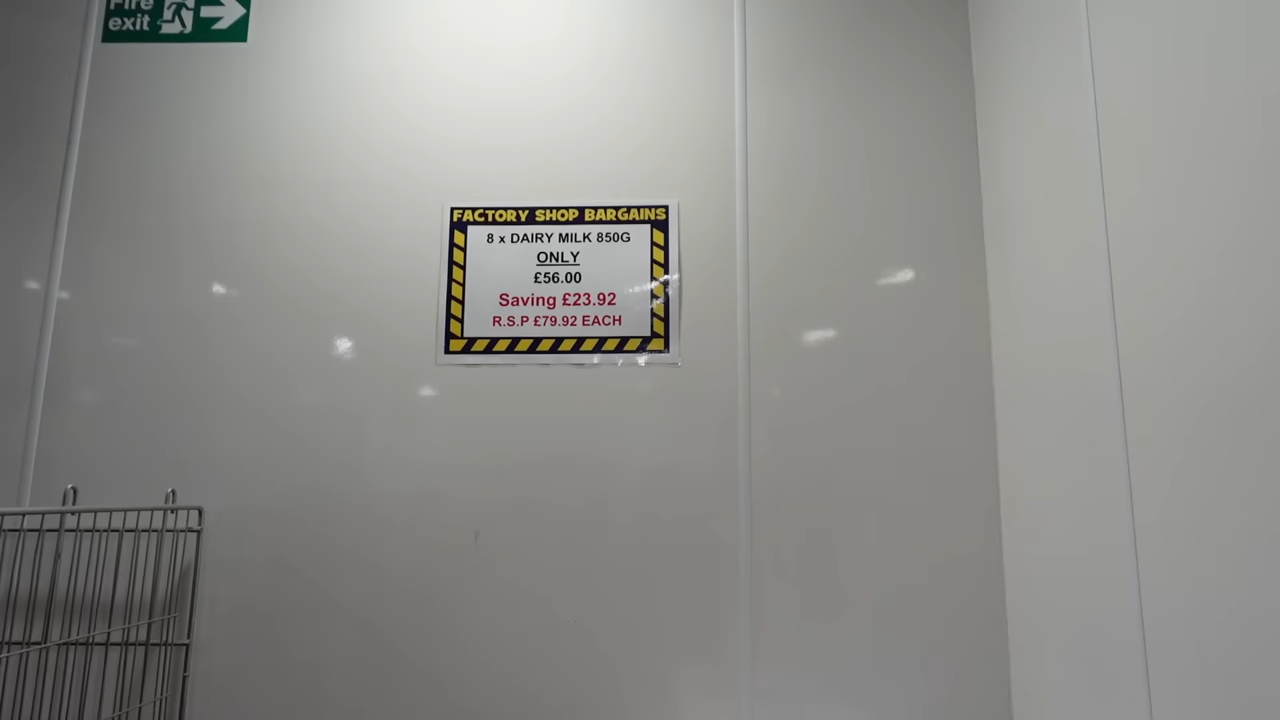 Fire
exit
FACTORY SHOP BARGAINS
8 x DAIRY MILK 850G
ONLY
£56.00
Saving £23.92
R.S.P £79.92 EACH